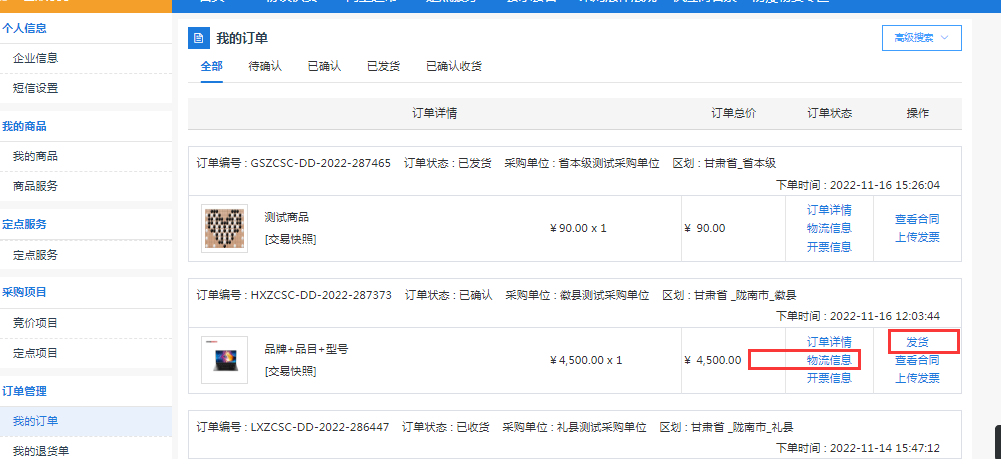 个人信息
企业信息
短信设置
我的商品
我的商品
商品服务
定点服务
定点服务
采购项目
竞价项目
定点项目
订单管理
我的订单
我的退货单
我的订单
高级搜索
全部 待确认 已确认 已发货 已确认收货
订单详情 订单总价 订单状态 操作
订单编号 : GSZCSC-DD-2022-287465 订单状态 : 已发货 采购单位 : 省本级测试采购单位 区划 : 甘肃省_省本级
下单时间 : 2022-11-16 15:26:04
测试商品
[交易快照]
¥ 90.00 x 1
¥ 90.00
订单详情
物流信息
开票信息
查看合同
上传发票
订单编号 : HXZCSC-DD-2022-287373 订单状态 : 已确认 采购单位 : 徽县测试采购单位 区划 : 甘肃省 _陇南市_徽县
下单时间 : 2022-11-16 12:03:44
品牌+品目+型号
[交易快照]
¥ 4,500.00 x 1
¥ 4,500.00
订单详情
物流信息
开票信息
发货
查看合同
上传发票
订单编号 : LXZCSC-DD-2022-286447 订单状态 : 已收货 采购单位 : 礼县测试采购单位 区划 : 甘肃省 _陇南市_礼县
下单时间 : 2022-11-14 15:47:12